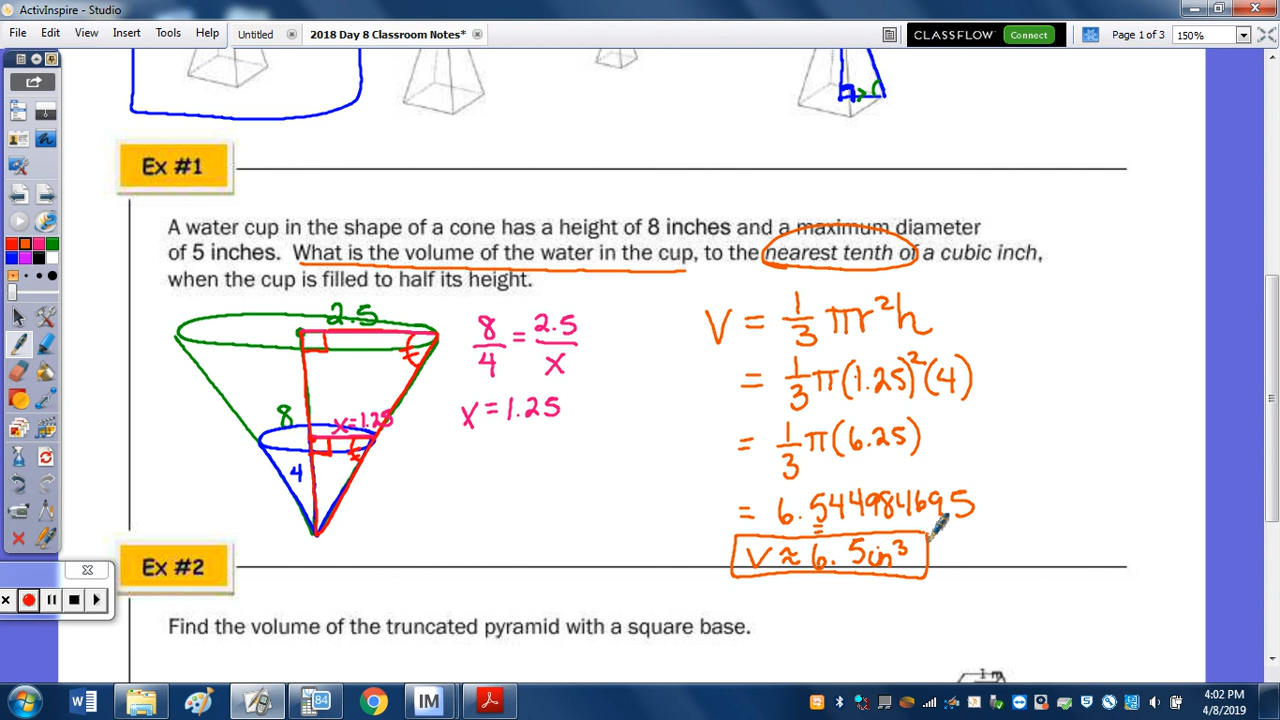 ActivInspire - Studio
File Edit View Insert Tools Help Untitled 2018 Day 8 Classroom Notes* CLASSFLOW Connect Page 1 of 3 150%
Ex #1
A water cup in the shape of a cone has a height of 8 inches and a maximum diameter
of 5 inches. What is the volume of the water in the cup, to the nearest tenth of a cubic inch,
when the cup is filled to half its height.
2.5
8
x=1.25
4
8/4 = 2.5/x
x = 1.25
V = 1/3 πr²h
= 1/3 π(1.25)²(4)
= 1/3 π(6.25)
= 6.544984695
V ≈ 6.5in³
Ex #2
Find the volume of the truncated pyramid with a square base.
1 m
84
IM
4:02 PM
4/8/2019